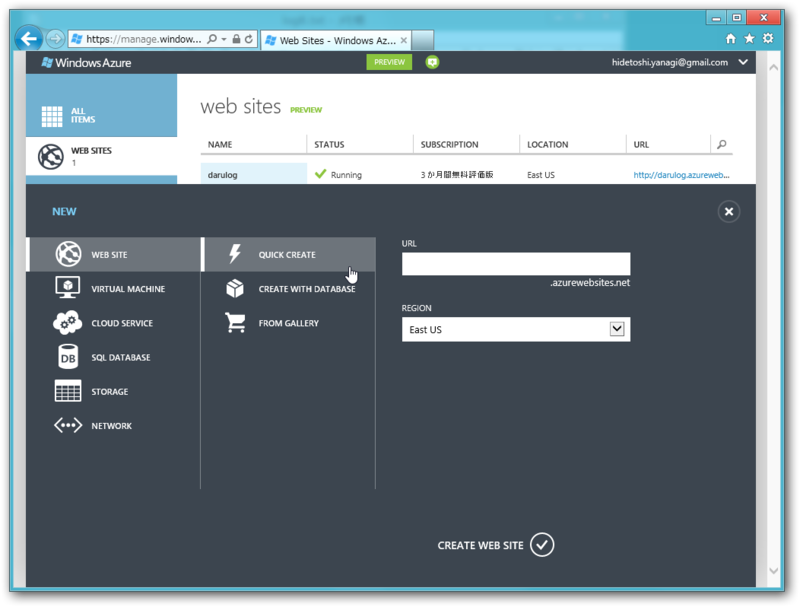 https://manage.window...
Web Sites - Windows Az...
Windows Azure
PREVIEW
hidetoshi.yanagi@gmail.com
ALL
ITEMS
WEB SITES
1
web sites PREVIEW
NAME STATUS SUBSCRIPTION LOCATION URL
darulog Running 3 か月間無料評価版 East US http://darulog.azureweb...
NEW
WEB SITE
VIRTUAL MACHINE
CLOUD SERVICE
DB SQL DATABASE
STORAGE
NETWORK
QUICK CREATE
CREATE WITH DATABASE
FROM GALLERY
URL
.azurewebsites.net
REGION
East US
CREATE WEB SITE